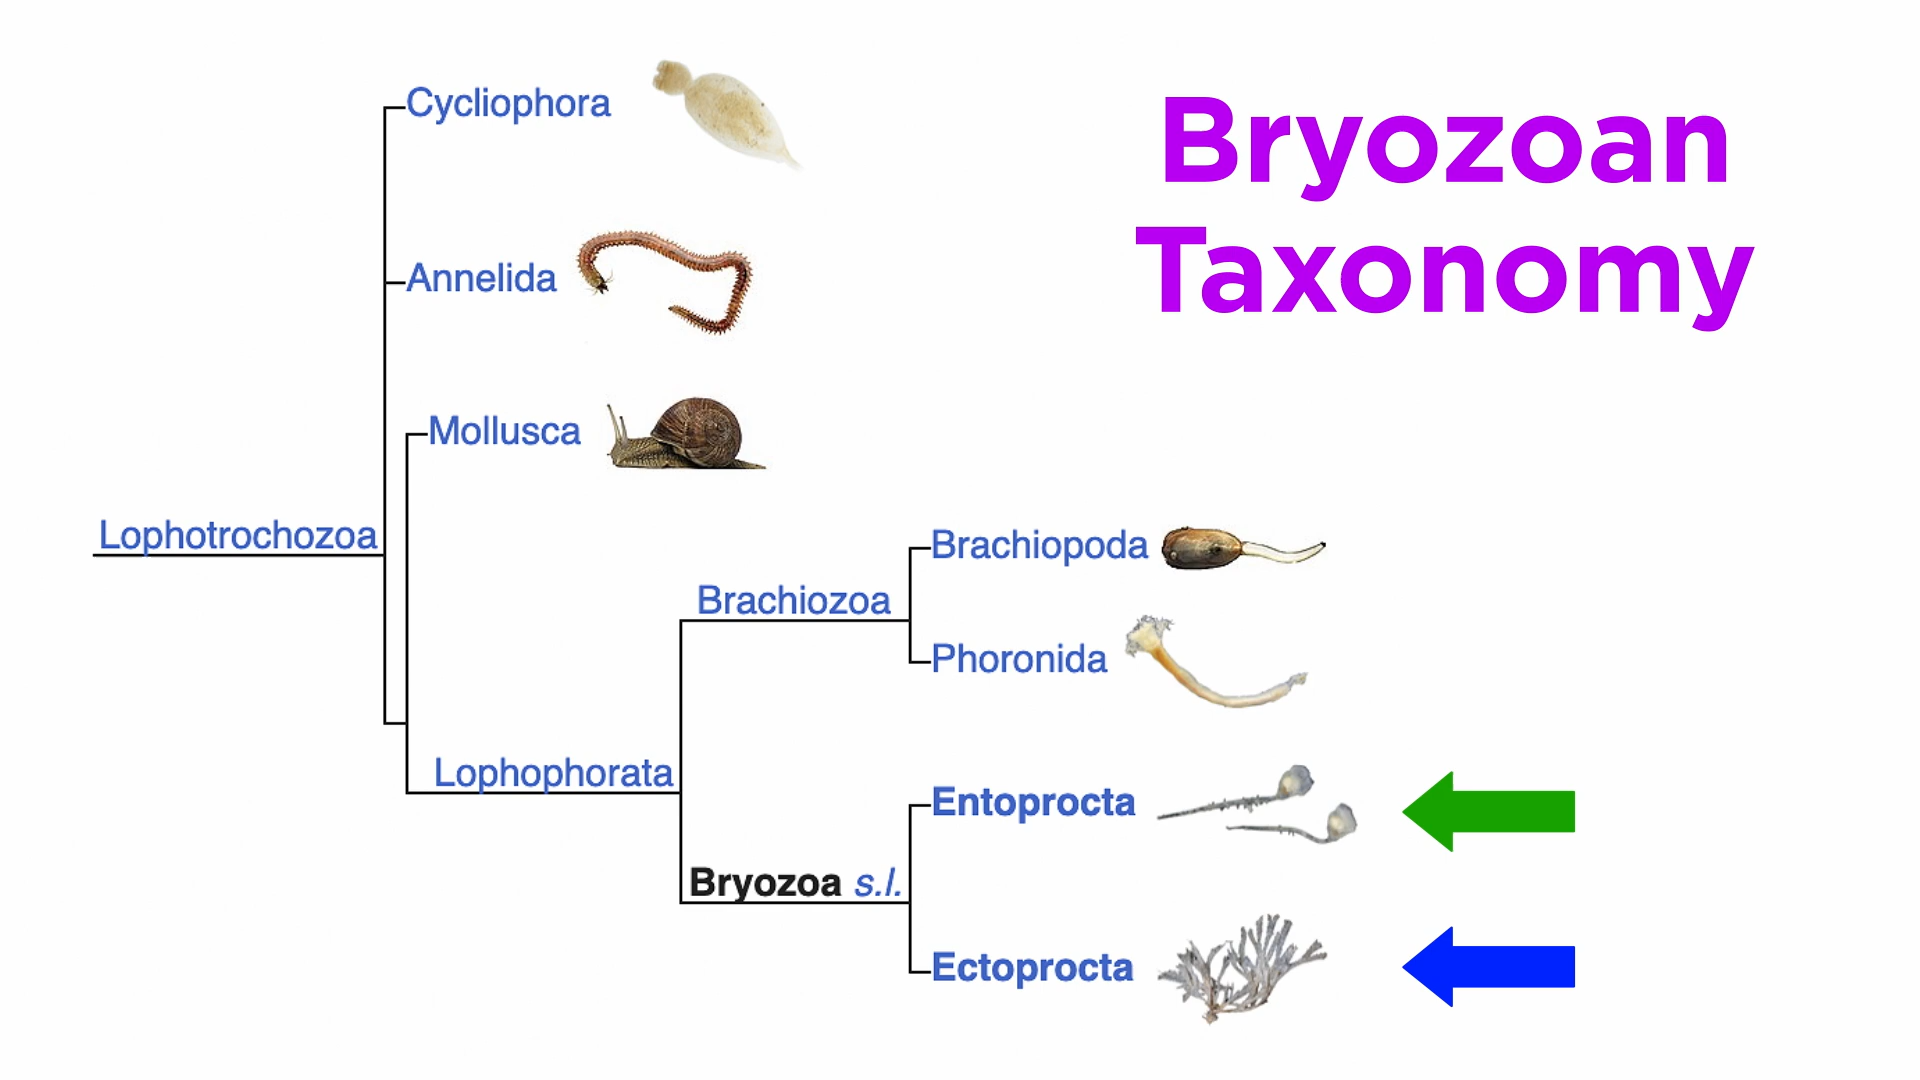 Bryozoan
Taxonomy
Cycliophora
Annelida
Mollusca
Lophotrochozoa
Brachiopoda
Brachiozoa
Phoronida
Lophophorata
Entoprocta
Bryozoa s.l.
Ectoprocta